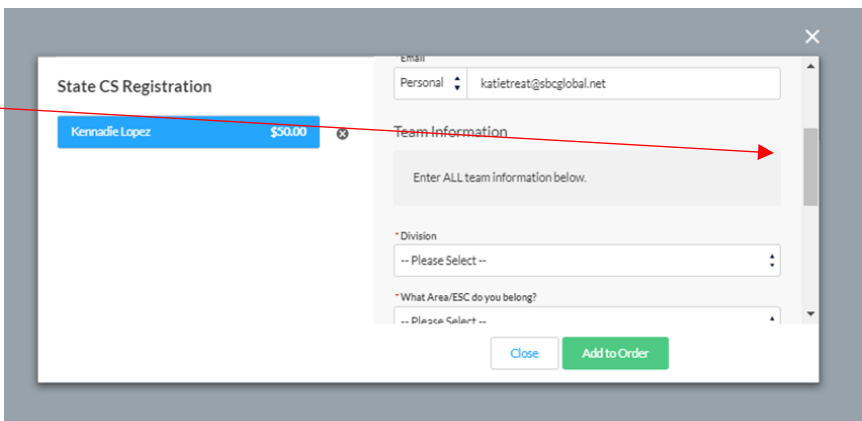 State CS Registration
Kennadie Lopez $50.00
Email
Personal katietreat@sbcglobal.net
Team Information
Enter ALL team information below.
*Division
-- Please Select --
*What Area/ESC do you belong?
-- Please Select --
Close Add to Order